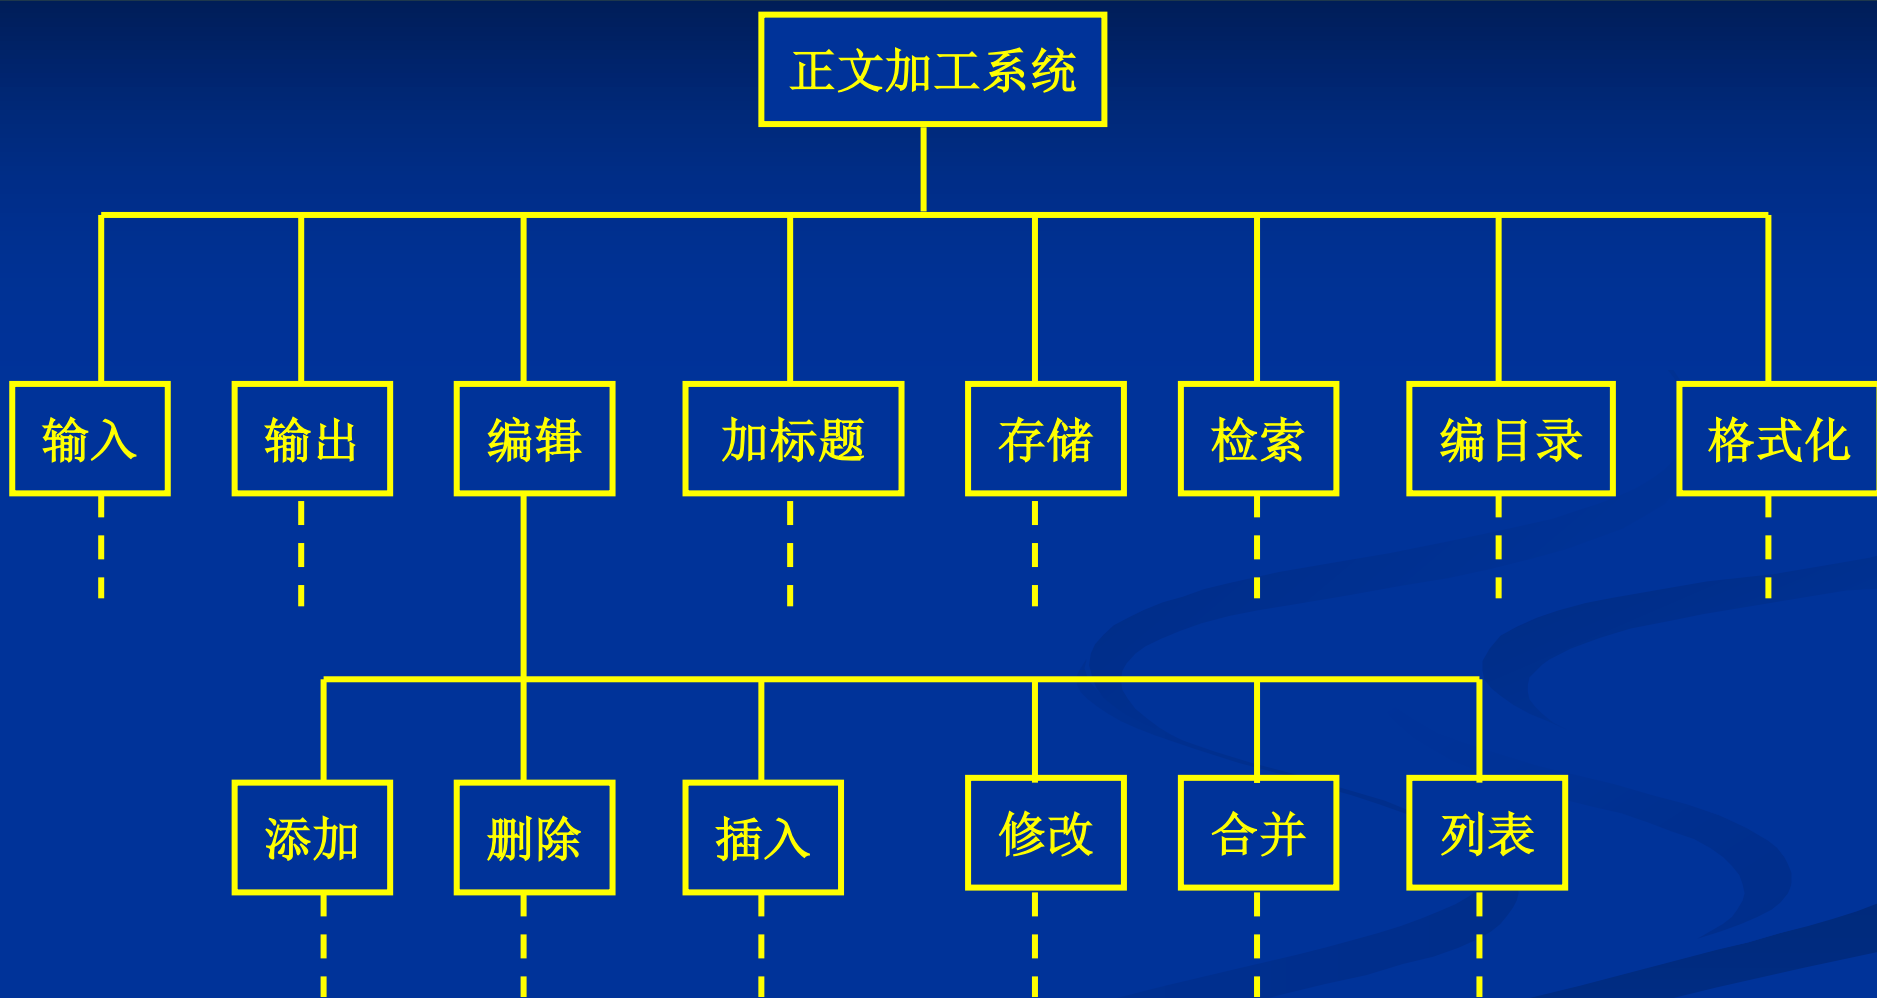 正文加工系统
输入
输出
编辑
加标题
存储
检索
编目录
格式化
添加
删除
插入
修改
合并
列表